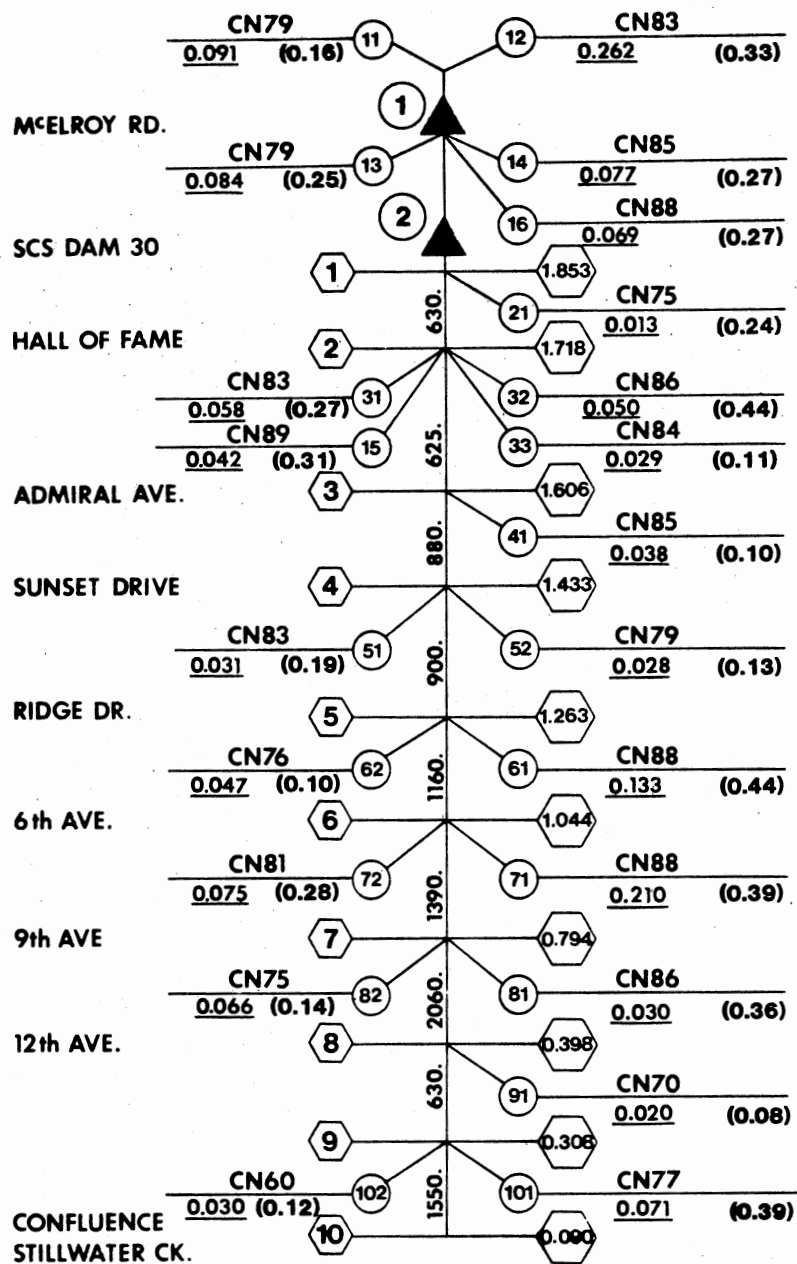 CN79 CN83
0.091 (0.16) 11 12 0.262 (0.33)
1
McELROY RD.
CN79 CN85
0.084 (0.25) 13 14 0.077 (0.27)
2 CN88
16 0.069 (0.27)
SCS DAM 30
1 1.853
CN75
630. 21 0.013 (0.24)
HALL OF FAME 2 1.718
CN83 CN86
0.058 (0.27) 31 32 0.050 (0.44)
CN89 CN84
0.042 (0.31) 15 625. 33 0.029 (0.11)
ADMIRAL AVE. 3 1.606
CN85
880. 41 0.038 (0.10)
SUNSET DRIVE 4 1.433
CN83 CN79
0.031 (0.19) 51 900. 52 0.028 (0.13)
RIDGE DR. 5 1.263
CN76 CN88
0.047 (0.10) 62 1160. 61 0.133 (0.44)
6th AVE. 6 1.044
CN81 CN88
0.075 (0.28) 72 1390. 71 0.210 (0.39)
9th AVE 7 0.794
CN75 CN86
0.066 (0.14) 82 2060. 81 0.030 (0.36)
12th AVE. 8 0.398
CN70
630. 91 0.020 (0.08)
9 0.308
CN60 CN77
0.030 (0.12) 102 1550. 101 0.071 (0.39)
CONFLUENCE
STILLWATER CK. 10 0.090